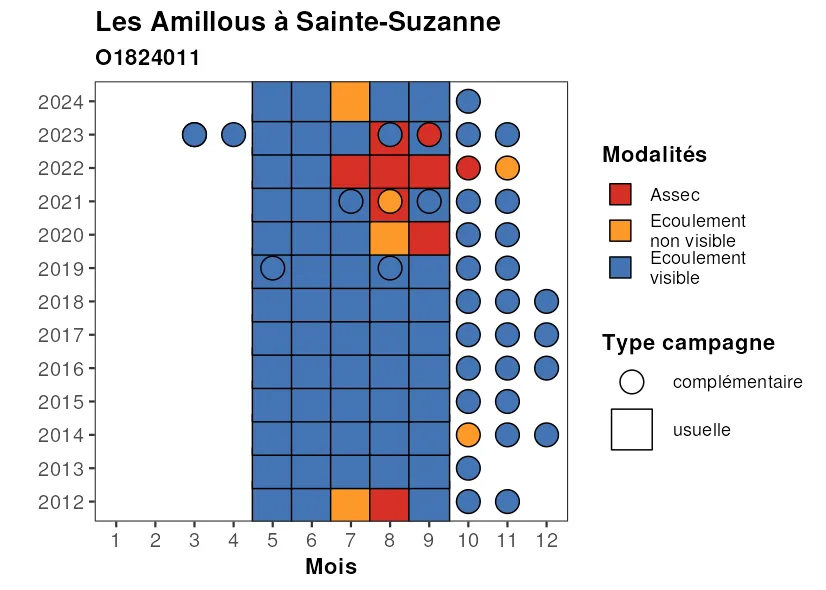 Les Amillous à Sainte-Suzanne
O1824011
2024
2023
2022
2021
2020
2019
2018
2017
2016
2015
2014
2013
2012
1 2 3 4 5 6 7 8 9 10 11 12
Mois
Modalités
Assec
Ecoulement
non visible
Ecoulement
visible
Type campagne
complémentaire
usuelle